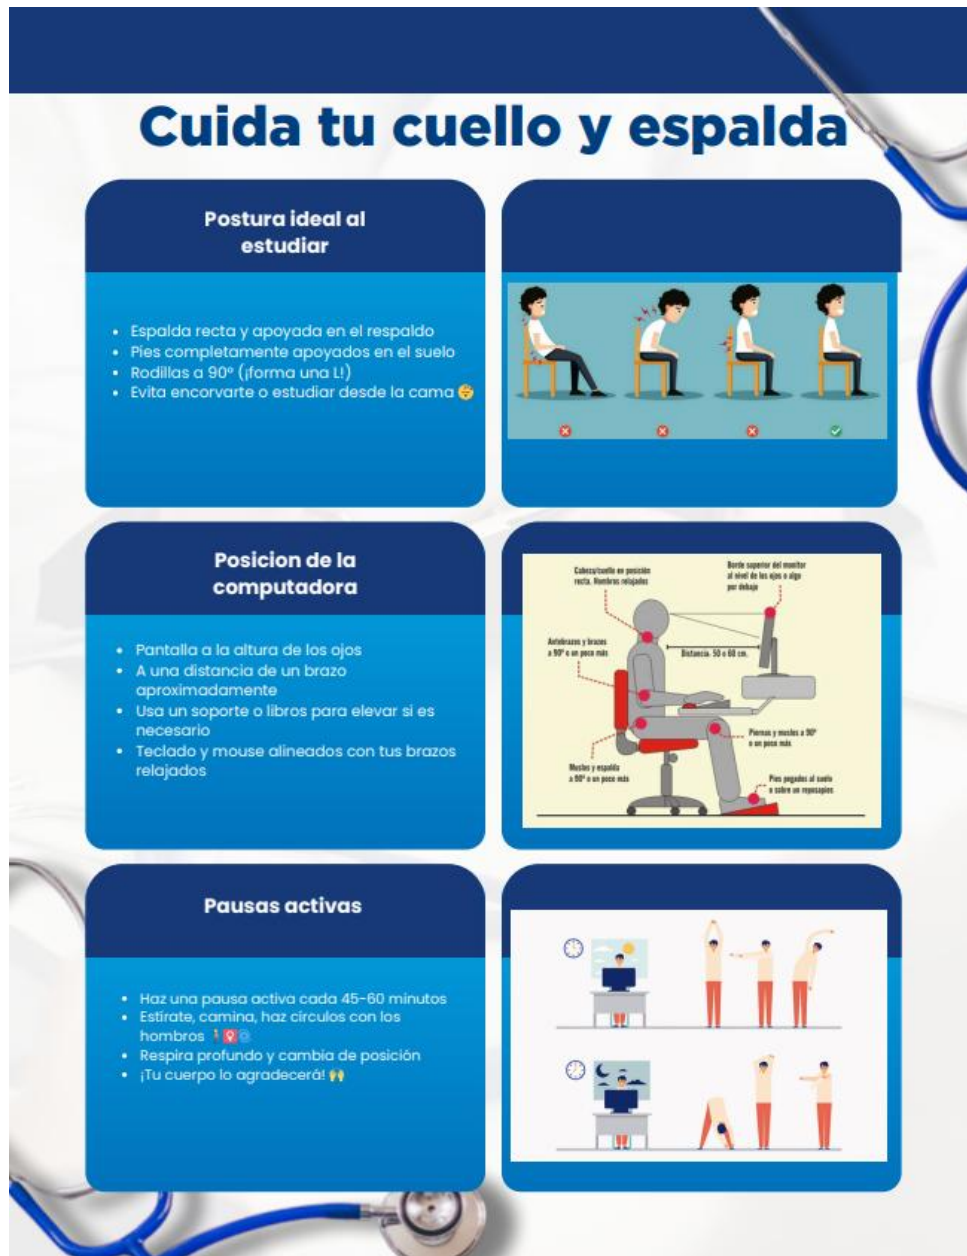 Cuida tu cuello y espalda
Postura ideal al
estudiar
• Espalda recta y apoyada en el respaldo
• Pies completamente apoyados en el suelo
• Rodillas a 90° (¡forma una L!)
• Evita encorvarte o estudiar desde la cama 😴
Posicion de la
computadora
• Pantalla a la altura de los ojos
• A una distancia de un brazo
aproximadamente
• Usa un soporte o libros para elevar si es
necesario
• Teclado y mouse alineados con tus brazos
relajados
Cabeza/cuello en posición
recta. Hombros relajados
Borde superior del monitor
al nivel de los ojos o algo
por debajo
Antebrazos y brazos
a 90° o un poco más
Distancia: 50 o 60 cm.
Piernas y muslos a 90°
o un poco más
Muslos y espalda
a 90° o un poco más
Pies pegados al suelo
o sobre un reposapies
Pausas activas
• Haz una pausa activa cada 45-60 minutos
• Estírate, camina, haz círculos con los
hombros
• Respira profundo y cambia de posición
• ¡Tu cuerpo lo agradecerá! 🙌